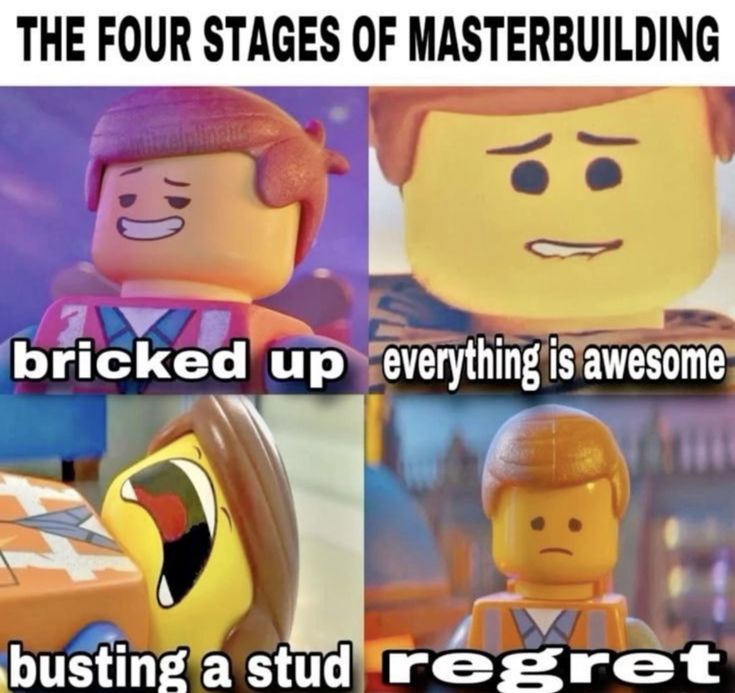 THE FOUR STAGES OF MASTERBUILDING
bricked up
everything is awesome
busting a stud
regret